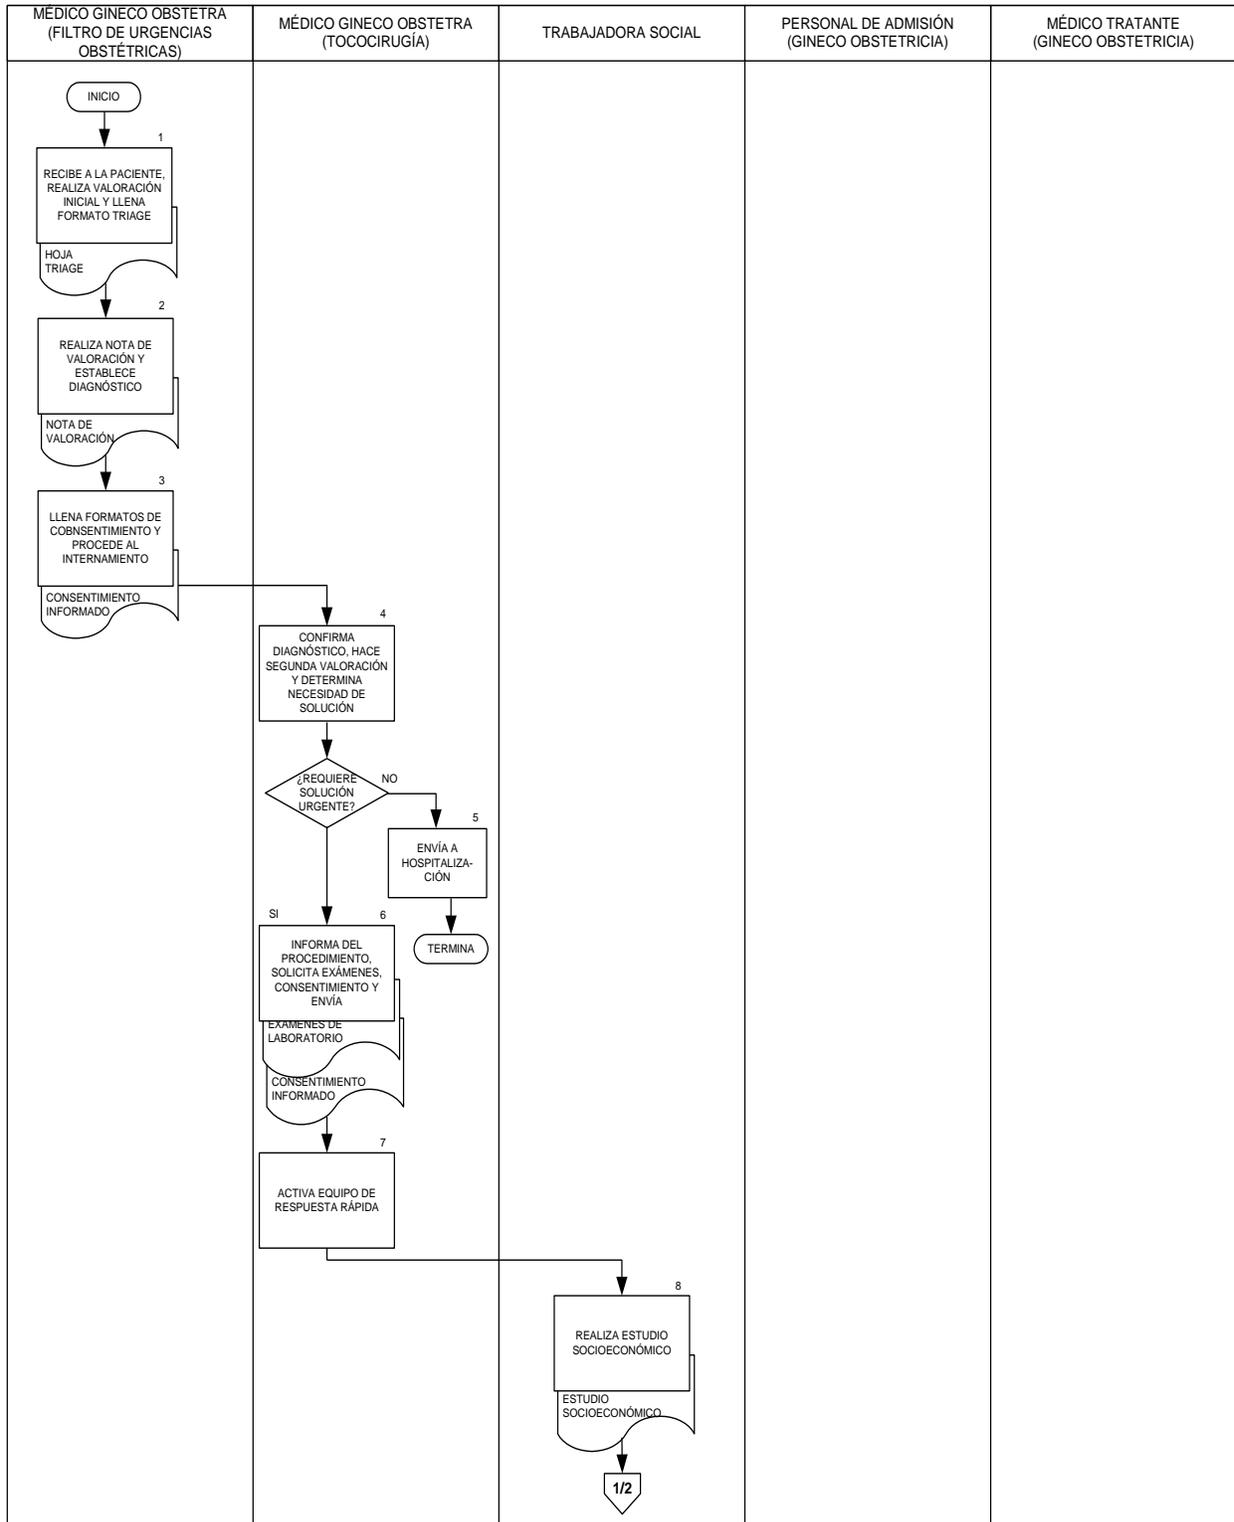 MÉDICO GINECO OBSTETRA
(FILTRO DE URGENCIAS
OBSTÉTRICAS)
MÉDICO GINECO OBSTETRA
(TOCOCIRUGÍA)
TRABAJADORA SOCIAL
PERSONAL DE ADMISIÓN
(GINECO OBSTETRICIA)
MÉDICO TRATANTE
(GINECO OBSTETRICIA)
INICIO
1
RECIBE A LA PACIENTE,
REALIZA VALORACIÓN
INICIAL Y LLENA
FORMATO TRIAGE
HOJA
TRIAGE
2
REALIZA NOTA DE
VALORACIÓN Y
ESTABLECE
DIAGNÓSTICO
NOTA DE
VALORACIÓN
3
LLENA FORMATOS DE
COBNSENTIMIENTO Y
PROCEDE AL
INTERNAMIENTO
CONSENTIMIENTO
INFORMADO
4
CONFIRMA
DIAGNÓSTICO, HACE
SEGUNDA VALORACIÓN
Y DETERMINA
NECESIDAD DE
SOLUCIÓN
¿REQUIERE
SOLUCIÓN
URGENTE?
NO
5
ENVÍA A
HOSPITALIZA-
CIÓN
TERMINA
SI
6
INFORMA DEL
PROCEDIMIENTO,
SOLICITA EXÁMENES,
CONSENTIMIENTO Y
ENVÍA
EXAMENES DE
LABORATORIO
CONSENTIMIENTO
INFORMADO
7
ACTIVA EQUIPO DE
RESPUESTA RÁPIDA
8
REALIZA ESTUDIO
SOCIOECONÓMICO
ESTUDIO
SOCIOECONÓMICO
1/2